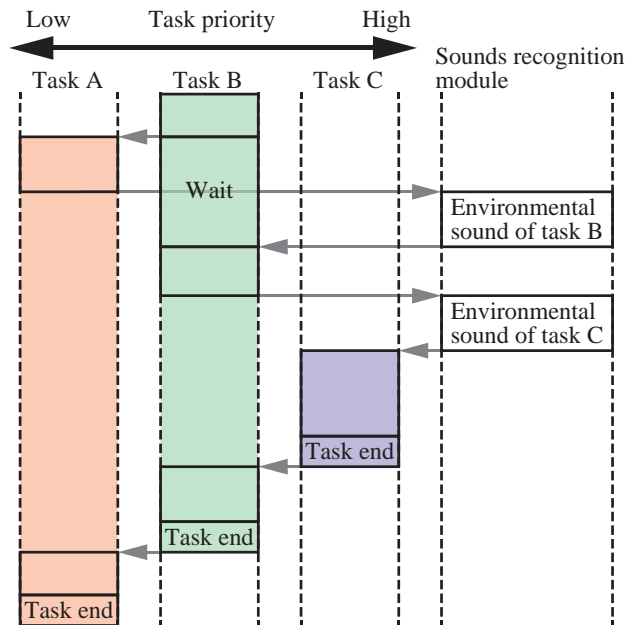 Low Task priority High
Sounds recognition
module
Task A Task B Task C
Wait
Environmental
sound of task B
Environmental
sound of task C
Task end
Task end
Task end